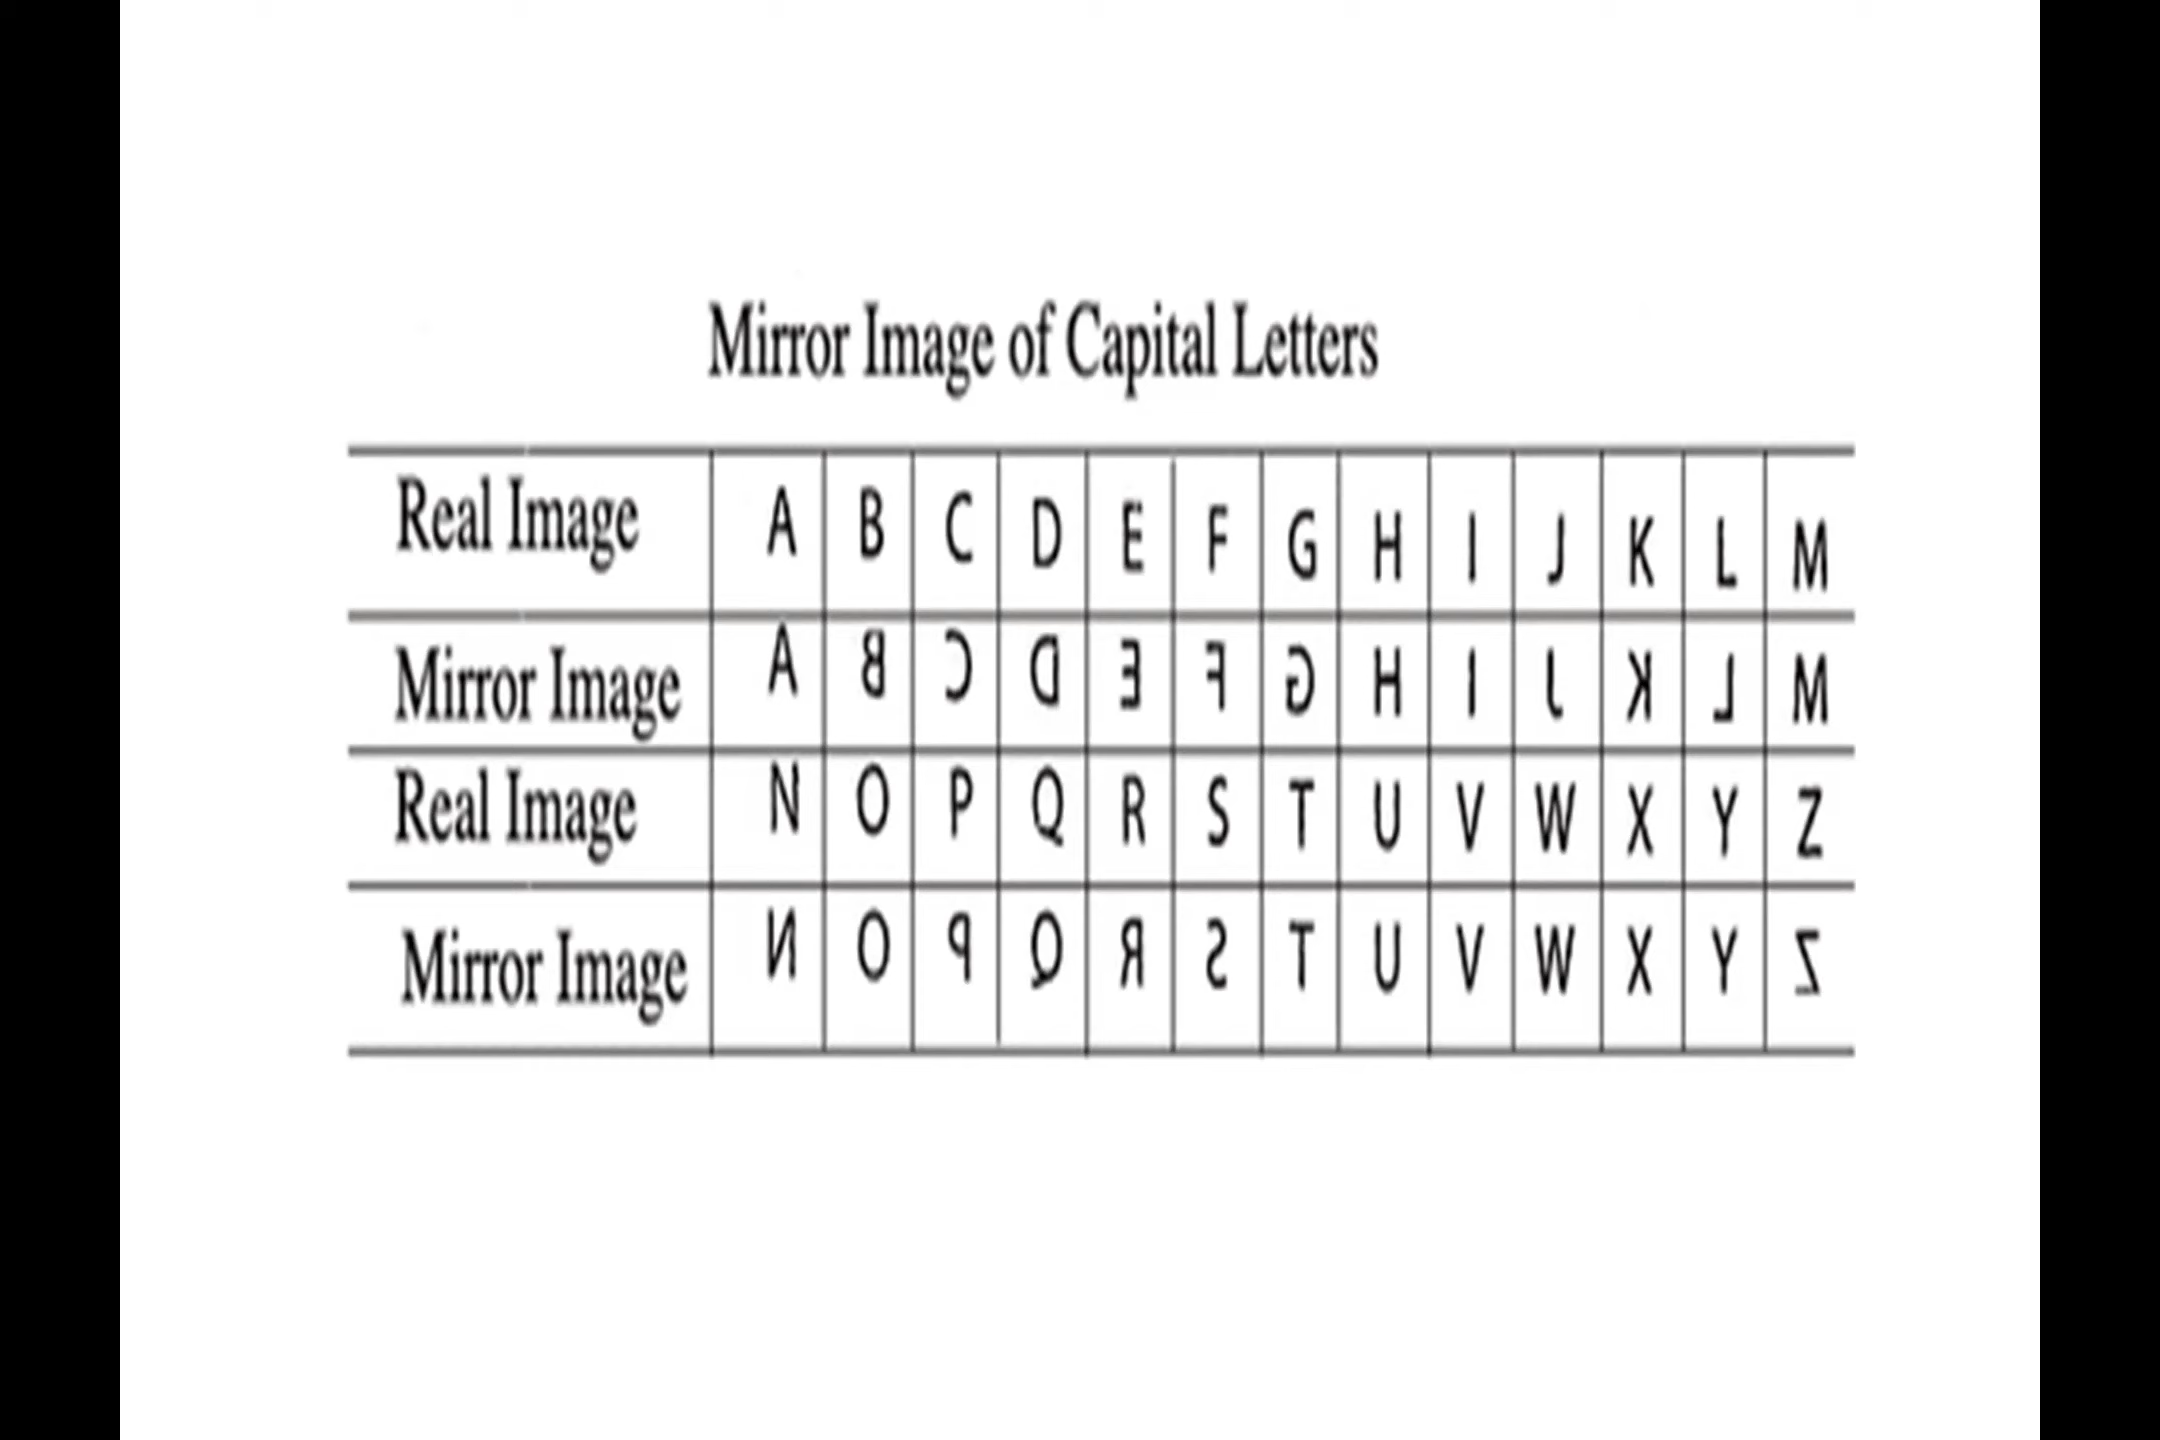 Mirror Image of Capital Letters
Real Image A B C D E F G H I J K L M
Mirror Image A B C D E F G H I J K L M
Real Image N O P Q R S T U V W X Y Z
Mirror Image N O P Q R S T U V W X Y Z